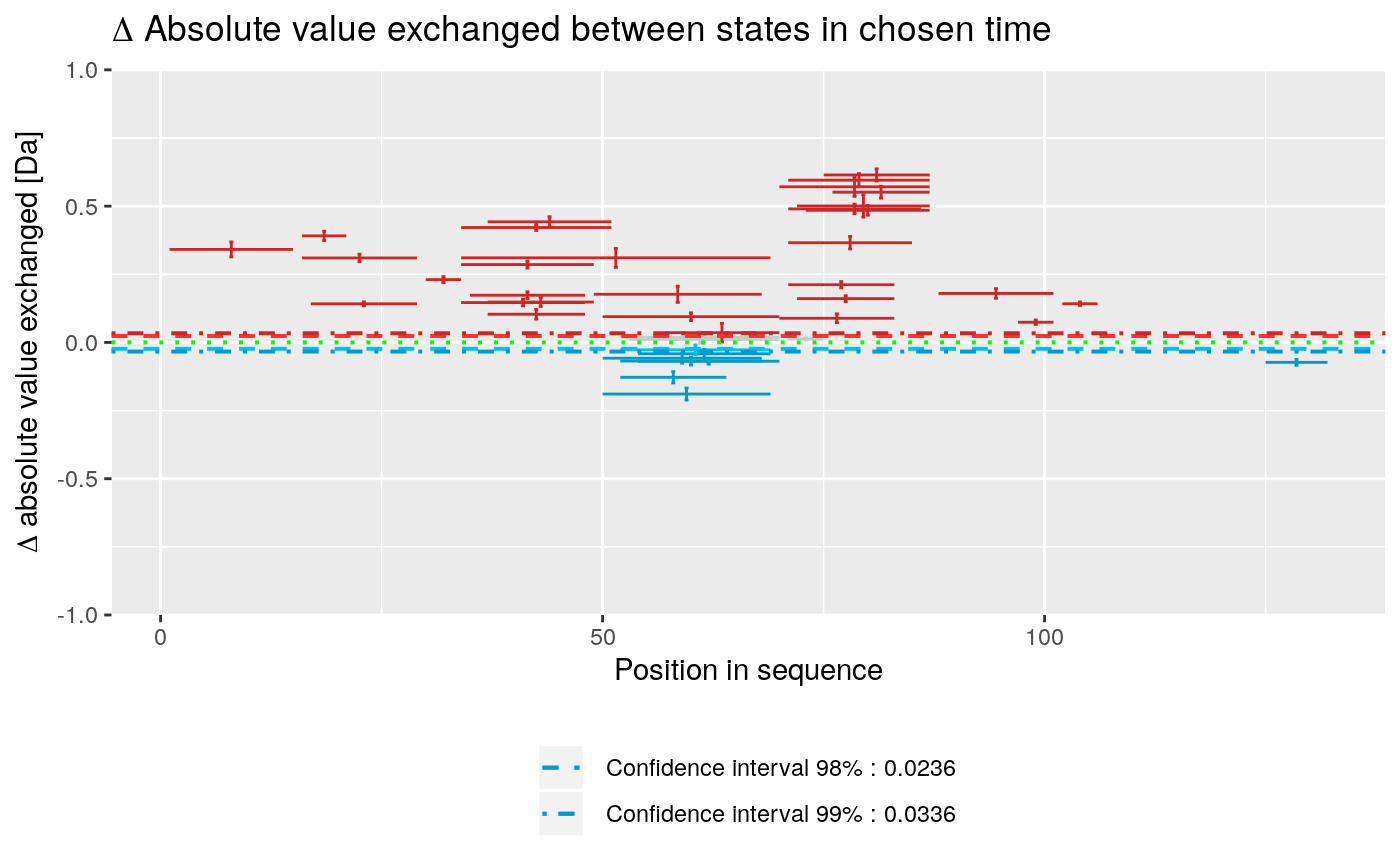 Δ Absolute value exchanged between states in chosen time
Δ absolute value exchanged [Da]
1.0
0.5
0.0
-0.5
-1.0
0
50
100
Position in sequence
Confidence interval 98% : 0.0236
Confidence interval 99% : 0.0336